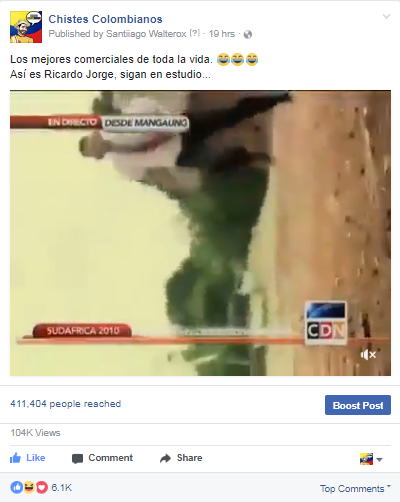 Chistes Colombianos
Published by Santiiago Walterox [?] · 19 hrs ·
Los mejores comerciales de toda la vida. 😂😂😂
Así es Ricardo Jorge, sigan en estudio...
EN DIRECTO DESDE MANGAUNG
SUDAFRICA 2010
CDN
411,404 people reached
Boost Post
104K Views
Like Comment Share
6.1K
Top Comments